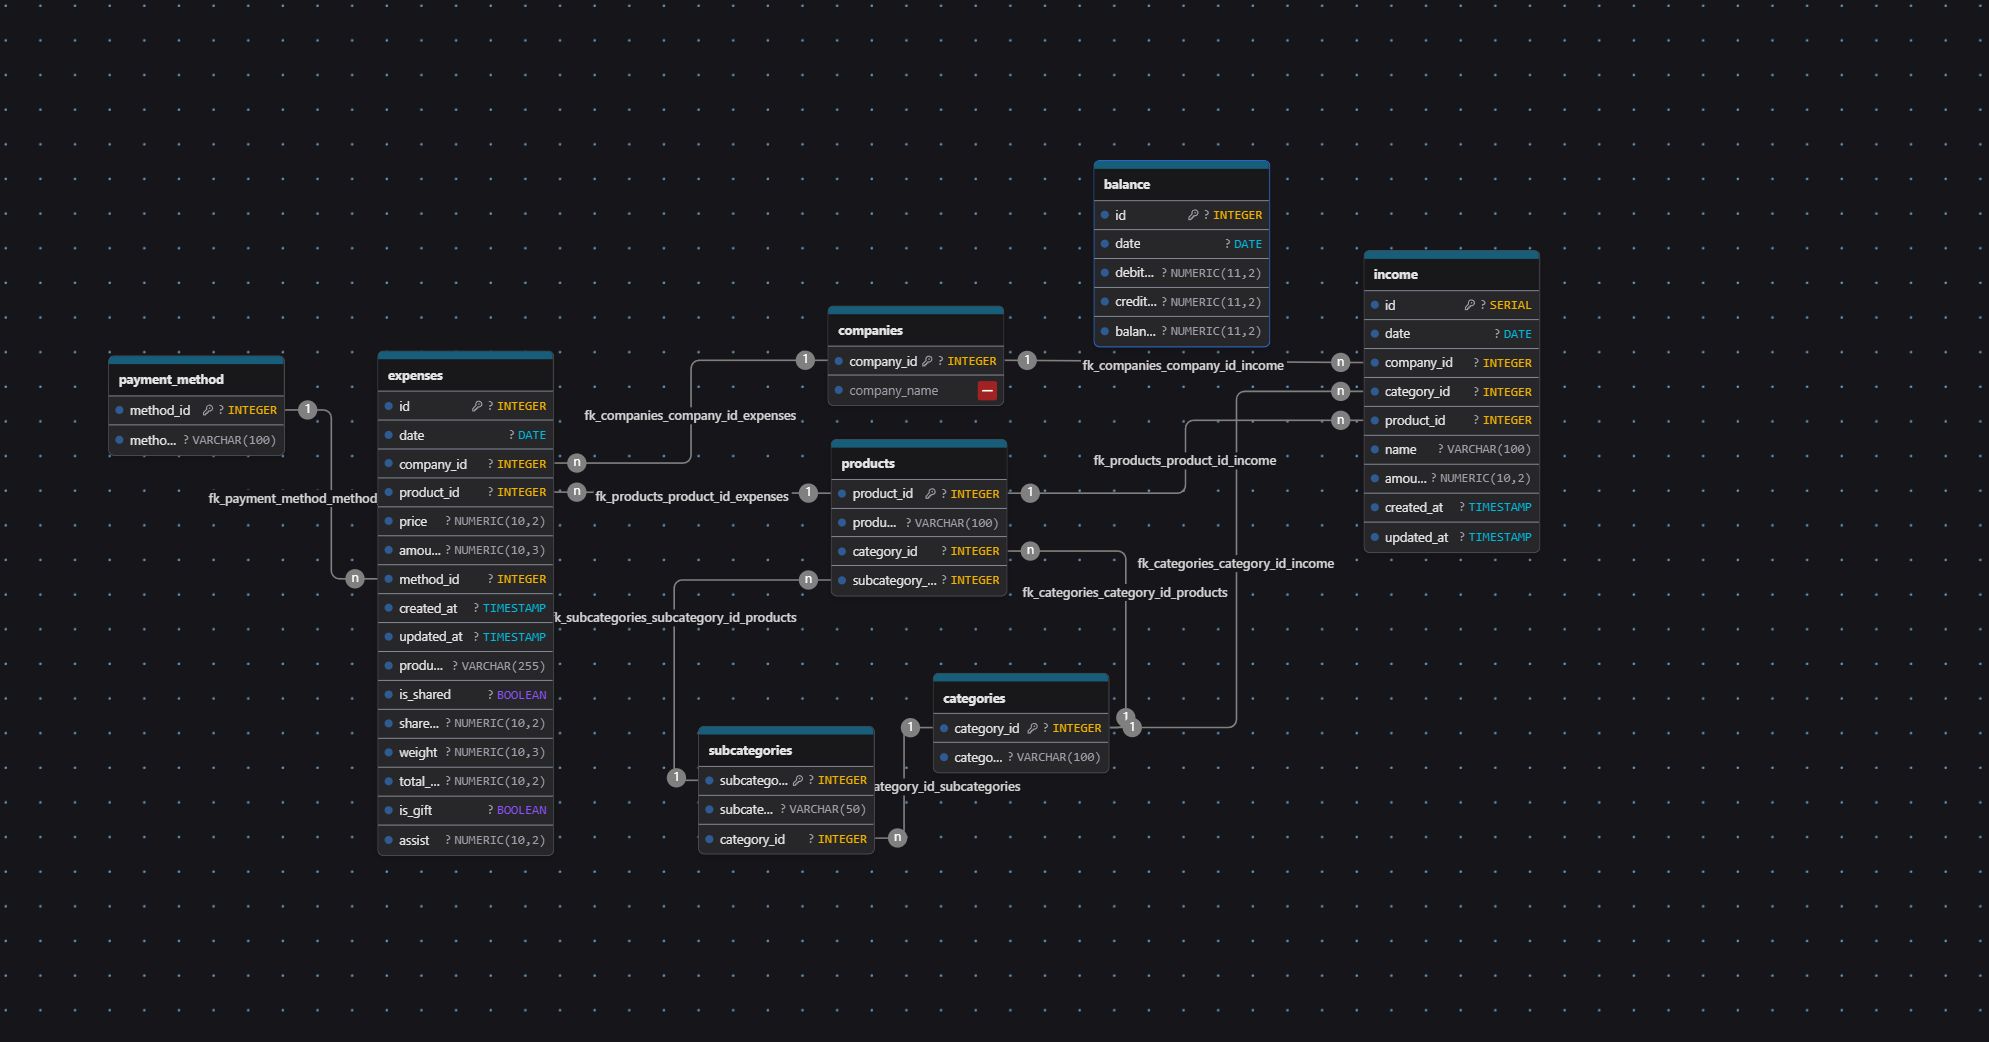 balance
id ? INTEGER
date ? DATE
debit... ? NUMERIC(11,2)
credit... ? NUMERIC(11,2)
balan... ? NUMERIC(11,2)
income
id ? SERIAL
date ? DATE
company_id ? INTEGER
category_id ? INTEGER
product_id ? INTEGER
name ? VARCHAR(100)
amou... ? NUMERIC(10,2)
created_at ? TIMESTAMP
updated_at ? TIMESTAMP
companies
company_id ? INTEGER
company_name
payment_method
method_id ? INTEGER
metho... ? VARCHAR(100)
expenses
id ? INTEGER
date ? DATE
company_id ? INTEGER
product_id ? INTEGER
price ? NUMERIC(10,2)
amou... ? NUMERIC(10,3)
method_id ? INTEGER
created_at ? TIMESTAMP
updated_at ? TIMESTAMP
produ... ? VARCHAR(255)
is_shared ? BOOLEAN
share... ? NUMERIC(10,2)
weight ? NUMERIC(10,3)
total_... ? NUMERIC(10,2)
is_gift ? BOOLEAN
assist ? NUMERIC(10,2)
products
product_id ? INTEGER
produ... ? VARCHAR(100)
category_id ? INTEGER
subcategory_... ? INTEGER
categories
category_id ? INTEGER
catego... ? VARCHAR(100)
subcategories
subcatego... ? INTEGER
subcate... ? VARCHAR(50)
category_id ? INTEGER
fk_companies_company_id_income
1
n
fk_companies_company_id_expenses
1
n
fk_products_product_id_income
1
n
fk_products_product_id_expenses
n
1
fk_payment_method_method
1
n
fk_categories_category_id_income
n
1
fk_categories_category_id_products
n
1
k_subcategories_subcategory_id_products
n
1
ategory_id_subcategories
1
n